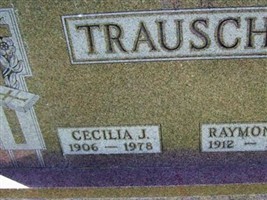 TRAUSCH
CECILIA J.
1906 — 1978
RAYMON
1912 —